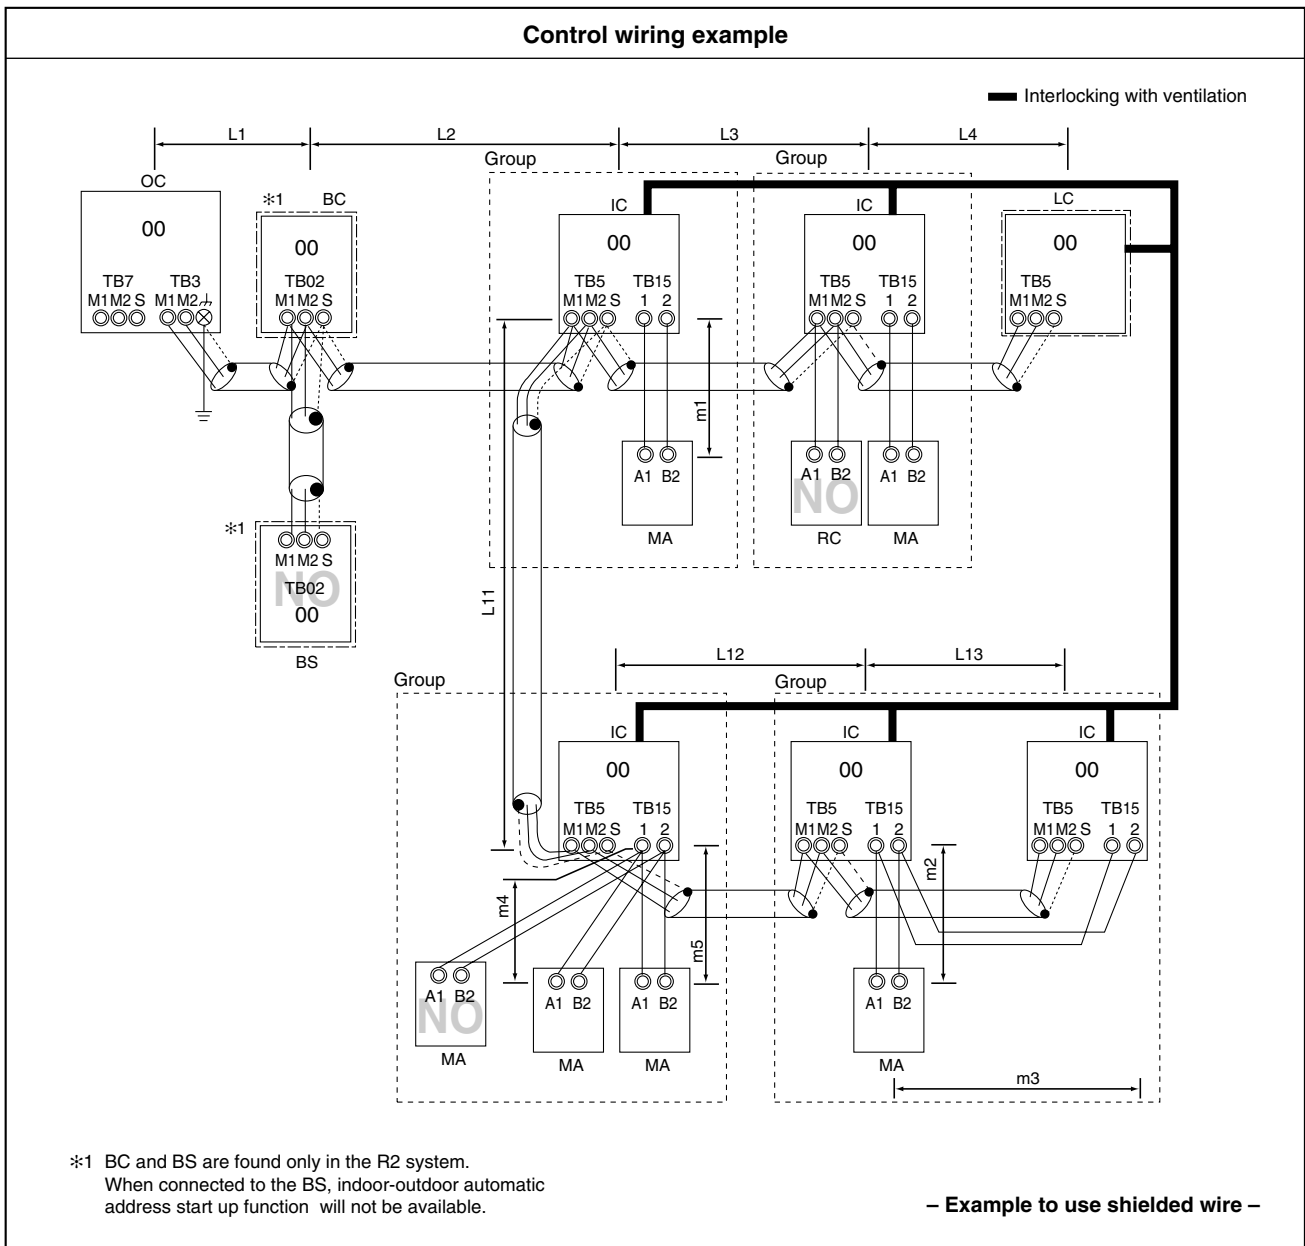 Control wiring example
Interlocking with ventilation
L1 L2 L3 L4
Group Group
OC
✻1 BC IC IC LC
00 00 00 00 00
TB7 TB3 TB02 TB5 TB15 TB5 TB15 TB5
M1 M2 S M1 M2 M1 M2 S M1 M2 S 1 2 M1 M2 S 1 2 M1 M2 S
m1
A1 B2 A1 B2 A1 B2
NO
MA RC MA
✻1
M1 M2 S
TB02
NO
00
BS
L11
L12 L13
Group Group
IC IC IC
00 00 00
TB5 TB15 TB5 TB15 TB5 TB15
M1 M2 S 1 2 M1 M2 S 1 2 M1 M2 S 1 2
m4 m5 m2
A1 B2 A1 B2 A1 B2 A1 B2
NO
MA MA MA MA
m3
✻1 BC and BS are found only in the R2 system.
When connected to the BS, indoor-outdoor automatic
address start up function will not be available.
– Example to use shielded wire –